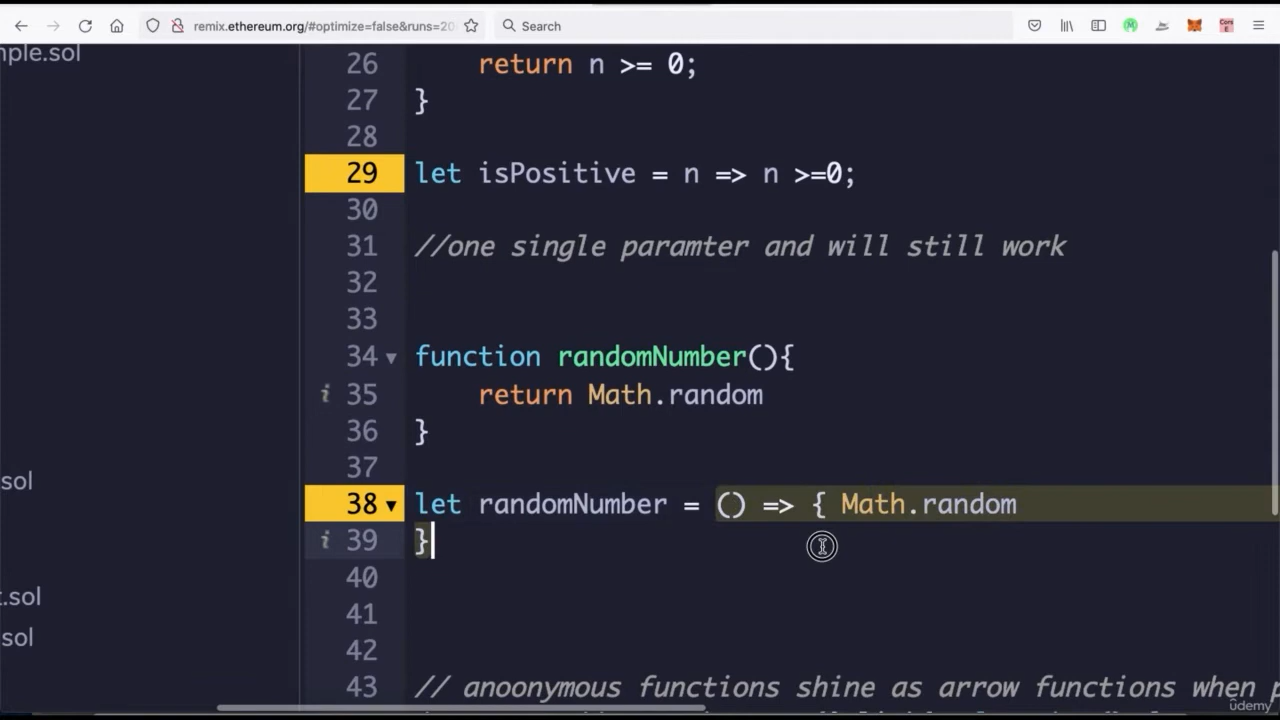 remix.ethereum.org/#optimize=false&runs=20
Search
mple.sol
26 return n >= 0;
27 }
28
29 let isPositive = n => n >=0;
30
31 //one single paramter and will still work
32
33
34 function randomNumber(){
i 35 return Math.random
36 }
37
.sol
38 let randomNumber = () => { Math.random
i 39 }
40
t.sol
41
.sol
42
43 // anoonymous functions shine as arrow functions when p
ûdemy